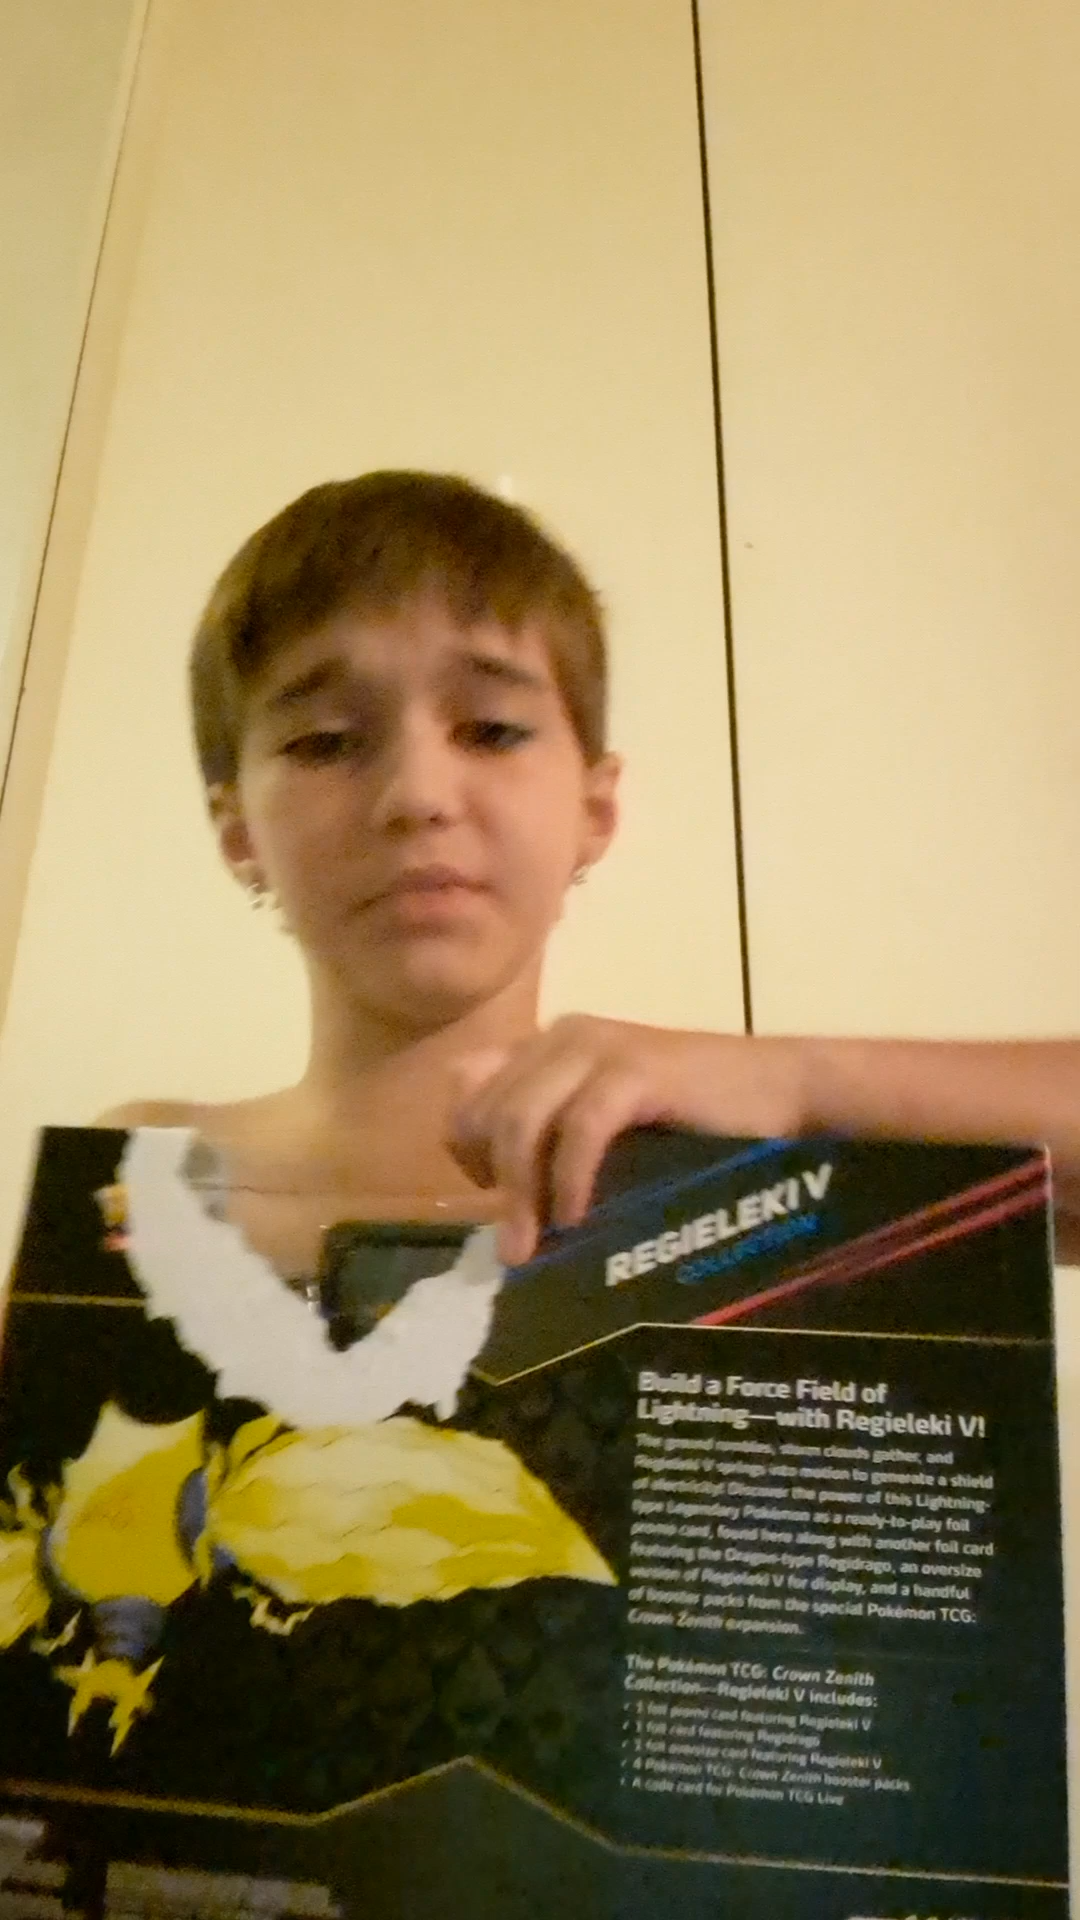 REGIELEKI V
COLLECTION
Build a Force Field of
Lightning—with Regieleki V!
The ground rumbles, storm clouds gather, and
Regieleki V springs into motion to generate a shield
of electricity! Discover the power of this Lightning-
type Legendary Pokémon as a ready-to-play foil
promo card, found here along with another foil card
featuring the Dragon-type Regidrago, an oversize
version of Regieleki V for display, and a handful
of booster packs from the special Pokémon TCG:
Crown Zenith expansion.
The Pokémon TCG: Crown Zenith
Collection—Regieleki V includes:
1 foil promo card featuring Regieleki V
1 foil card featuring Regidrago
1 foil oversize card featuring Regieleki V
4 Pokémon TCG: Crown Zenith booster packs
A code card for Pokémon TCG Live